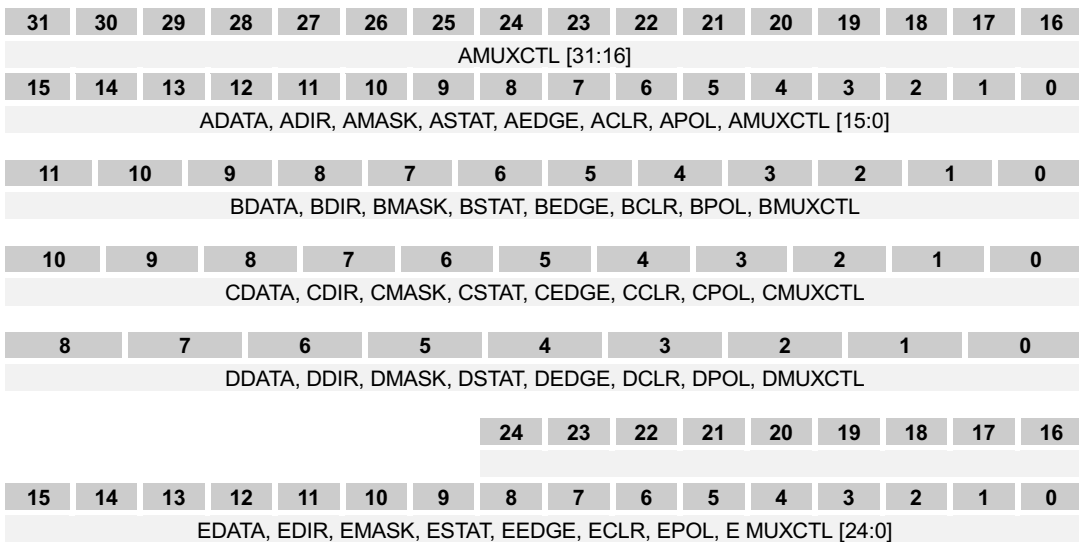 31 30 29 28 27 26 25 24 23 22 21 20 19 18 17 16
AMUXCTL [31:16]
15 14 13 12 11 10 9 8 7 6 5 4 3 2 1 0
ADATA, ADIR, AMASK, ASTAT, AEDGE, ACLR, APOL, AMUXCTL [15:0]
11 10 9 8 7 6 5 4 3 2 1 0
BDATA, BDIR, BMASK, BSTAT, BEDGE, BCLR, BPOL, BMUXCTL
10 9 8 7 6 5 4 3 2 1 0
CDATA, CDIR, CMASK, CSTAT, CEDGE, CCLR, CPOL, CMUXCTL
8 7 6 5 4 3 2 1 0
DDATA, DDIR, DMASK, DSTAT, DEDGE, DCLR, DPOL, DMUXCTL
24 23 22 21 20 19 18 17 16
15 14 13 12 11 10 9 8 7 6 5 4 3 2 1 0
EDATA, EDIR, EMASK, ESTAT, EEDGE, ECLR, EPOL, E MUXCTL [24:0]